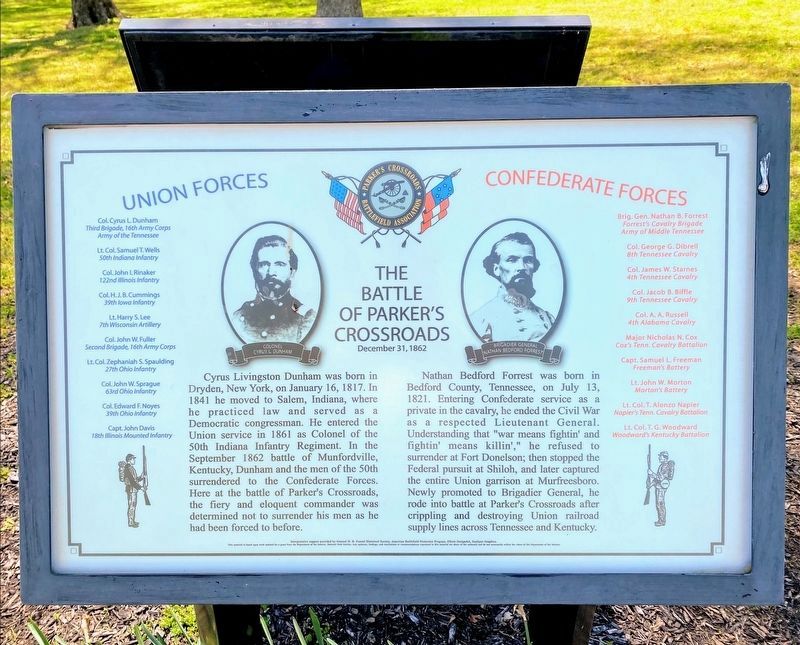 UNION FORCES
Col. Cyrus L. Dunham
Third Brigade, 16th Army Corps
Army of the Tennessee
Lt. Col. Samuel T. Wells
50th Indiana Infantry
Col. John I. Rinaker
122nd Illinois Infantry
Col. H. J. B. Cummings
39th Iowa Infantry
Lt. Harry S. Lee
7th Wisconsin Artillery
Col. John W. Fuller
Second Brigade, 16th Army Corps
Lt. Col. Zephaniah S. Spaulding
27th Ohio Infantry
Col. John W. Sprague
63rd Ohio Infantry
Col. Edward F. Noyes
39th Ohio Infantry
Capt. John Davis
18th Illinois Mounted Infantry
PARKER'S CROSSROADS
BATTLEFIELD ASSOCIATION
THE
BATTLE
OF PARKER'S
CROSSROADS
December 31, 1862
COLONEL
CYRUS L. DUNHAM
BRIGADIER GENERAL
NATHAN BEDFORD FORREST
CONFEDERATE FORCES
Brig. Gen. Nathan B. Forrest
Forrest's Cavalry Brigade
Army of Middle Tennessee
Col. George G. Dibrell
8th Tennessee Cavalry
Col. James W. Starnes
4th Tennessee Cavalry
Col. Jacob B. Biffle
9th Tennessee Cavalry
Col. A. A. Russell
4th Alabama Cavalry
Major Nicholas N. Cox
Cox's Tenn. Cavalry Battalion
Capt. Samuel L. Freeman
Freeman's Battery
Lt. John W. Morton
Morton's Battery
Lt. Col. T. Alonzo Napier
Napier's Tenn. Cavalry Battalion
Lt. Col. T. G. Woodward
Woodward's Kentucky Battalion
Cyrus Livingston Dunham was born in
Dryden, New York, on January 16, 1817. In
1841 he moved to Salem, Indiana, where
he practiced law and served as a
Democratic congressman. He entered the
Union service in 1861 as Colonel of the
50th Indiana Infantry Regiment. In the
September 1862 battle of Munfordville,
Kentucky, Dunham and the men of the 50th
surrendered to the Confederate Forces.
Here at the battle of Parker's Crossroads,
the fiery and eloquent commander was
determined not to surrender his men as he
had been forced to before.
Nathan Bedford Forrest was born in
Bedford County, Tennessee, on July 13,
1821. Entering Confederate service as a
private in the cavalry, he ended the Civil War
as a respected Lieutenant General.
Understanding that "war means fightin' and
fightin' means killin'," he refused to
surrender at Fort Donelson; then stopped the
Federal pursuit at Shiloh, and later captured
the entire Union garrison at Murfreesboro.
Newly promoted to Brigadier General, he
rode into battle at Parker's Crossroads after
crippling and destroying Union railroad
supply lines across Tennessee and Kentucky.